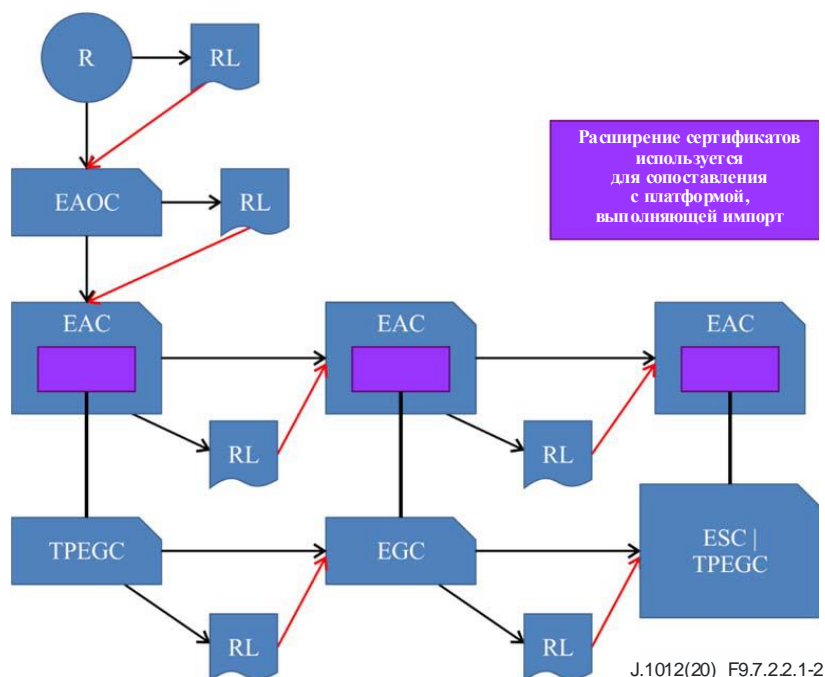 R
RL
Расширение сертификатов
используется
для сопоставления
с платформой,
выполняющей импорт
EAOC
RL
EAC
EAC
EAC
RL
RL
TPEGC
EGC
ESC |
TPEGC
RL
RL
J.1012(20)_F9.7.2.2.1-2